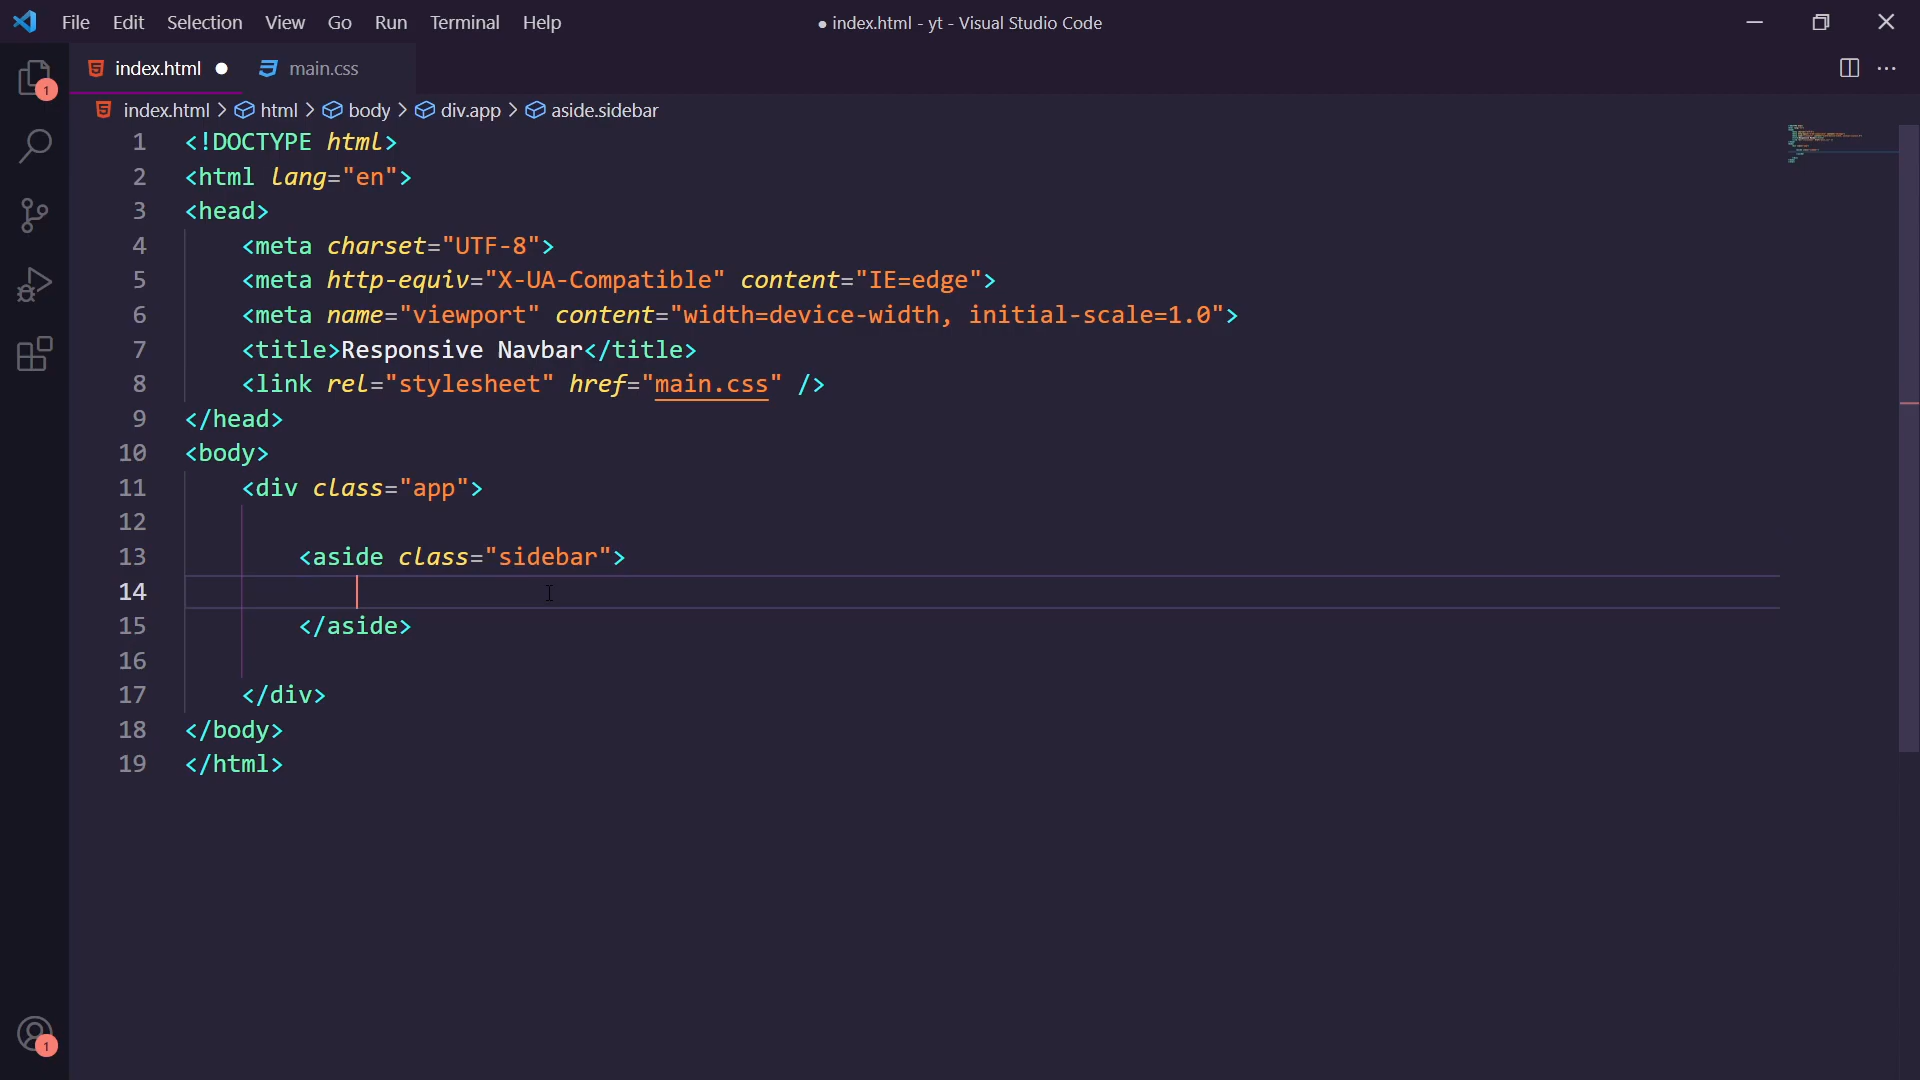 File Edit Selection View Go Run Terminal Help
● index.html - yt - Visual Studio Code
index.html ● main.css
index.html > html > body > div.app > aside.sidebar
1 <!DOCTYPE html>
2 <html lang="en">
3 <head>
4 <meta charset="UTF-8">
5 <meta http-equiv="X-UA-Compatible" content="IE=edge">
6 <meta name="viewport" content="width=device-width, initial-scale=1.0">
7 <title>Responsive Navbar</title>
8 <link rel="stylesheet" href="main.css" />
9 </head>
10 <body>
11 <div class="app">
12
13 <aside class="sidebar">
14
15 </aside>
16
17 </div>
18 </body>
19 </html>
1
1